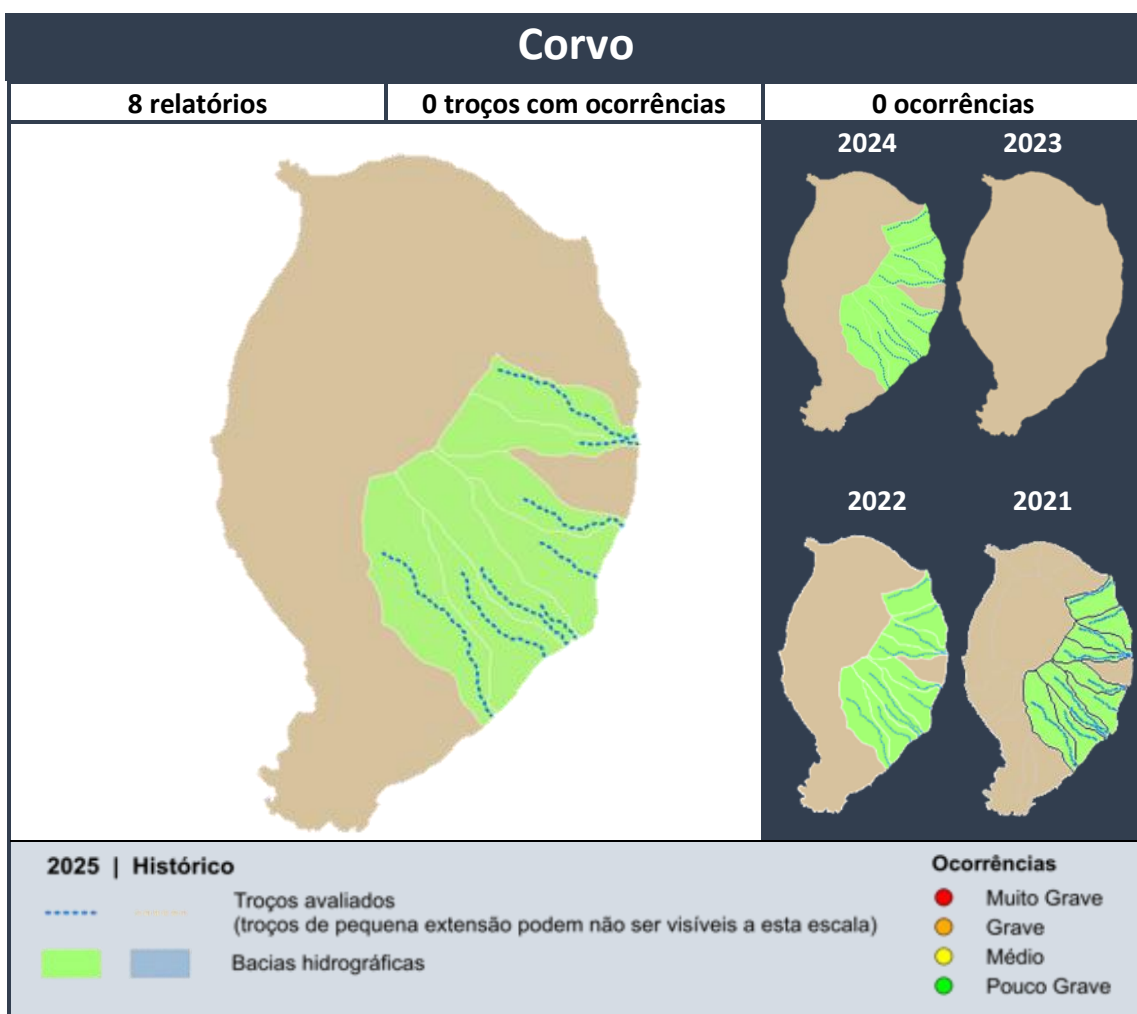 Corvo
8 relatórios
0 troços com ocorrências
0 ocorrências
2024
2023
2022
2021
2025 | Histórico
Troços avaliados
(troços de pequena extensão podem não ser visíveis a esta escala)
Bacias hidrográficas
Ocorrências
Muito Grave
Grave
Médio
Pouco Grave